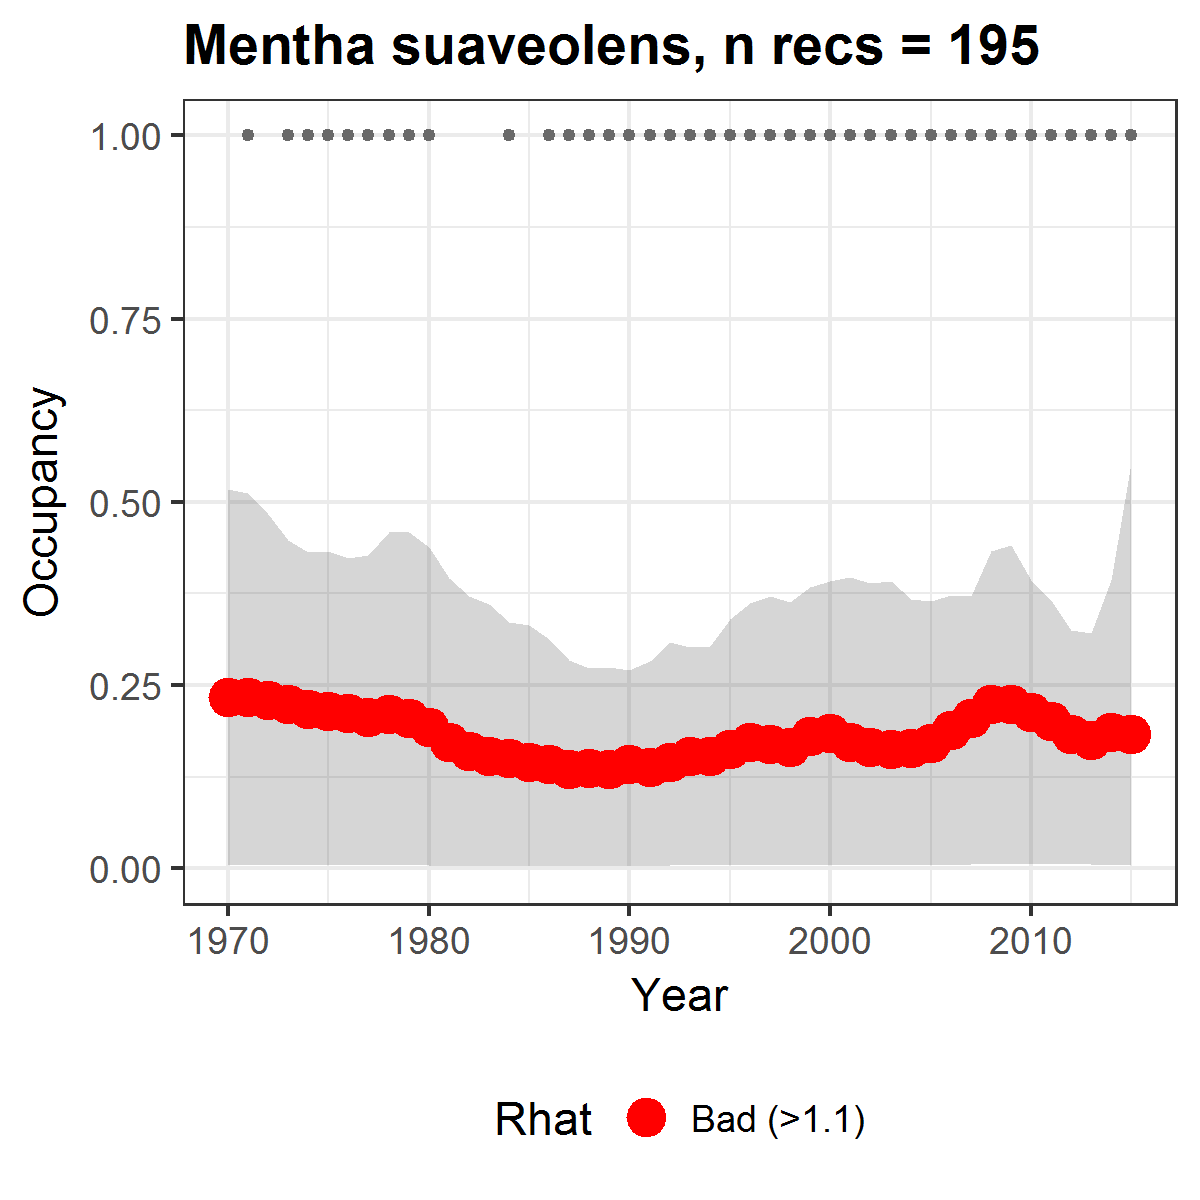 Mentha suaveolens, n recs = 195
1.00
0.75
0.50
0.25
0.00
Occupancy
1970 1980 1990 2000 2010
Year
Rhat Bad (>1.1)